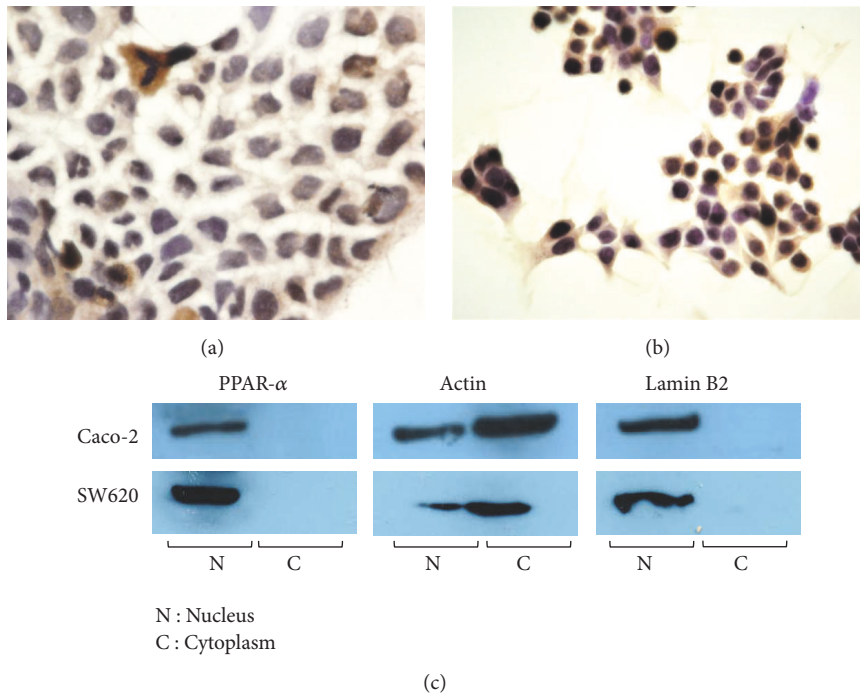 (a)
(b)
PPAR-α Actin Lamin B2
Caco-2
SW620
N C N C N C
N : Nucleus
C : Cytoplasm
(c)